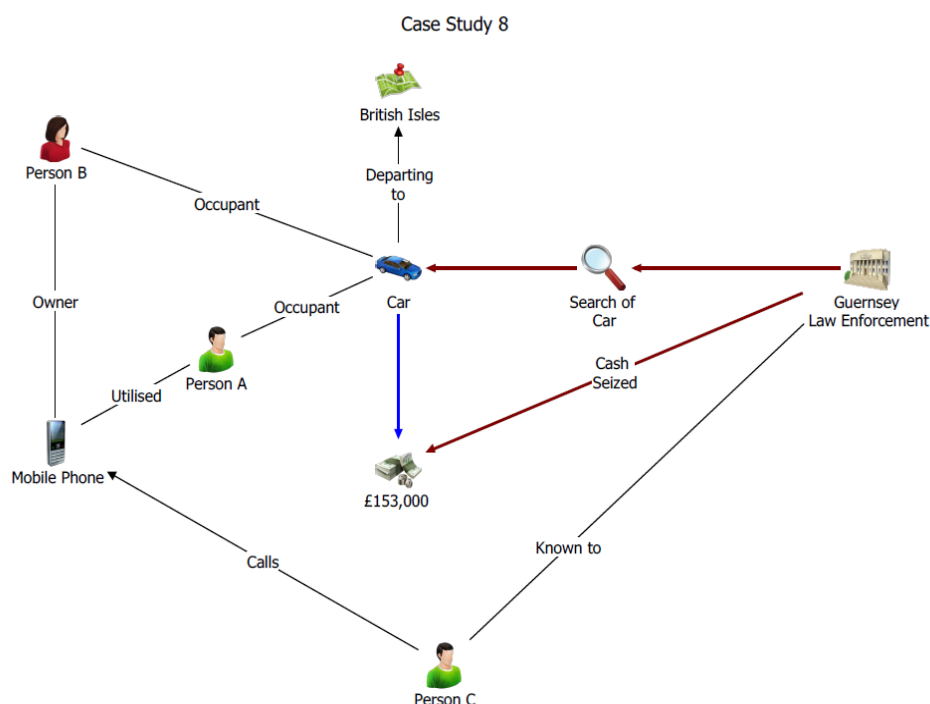 Case Study 8
British Isles
Person B
Departing
to
Occupant
Owner
Occupant
Car
Search of
Car
Guernsey
Law Enforcement
Person A
Utilised
Cash
Seized
Mobile Phone
£153,000
Known to
Calls
Person C